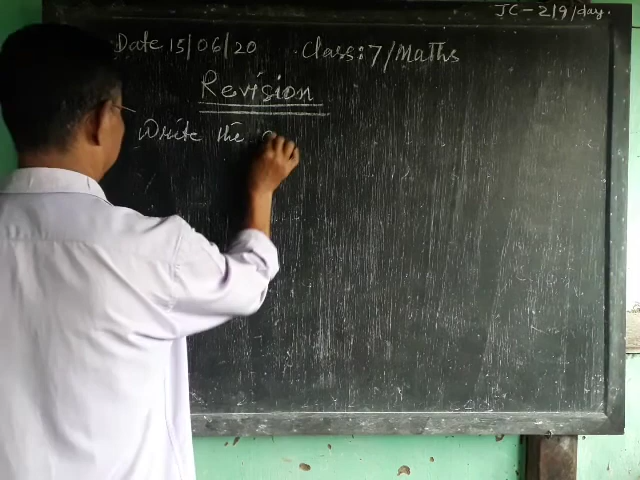 JC - 219/day.
Date 15/06/20 Class: 7/Maths
Revision
Write the